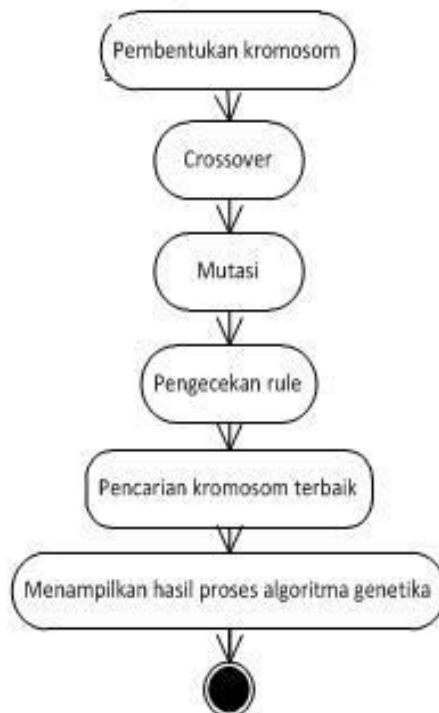 Pembentukan kromosom
Crossover
Mutasi
Pengecekan rule
Pencarian kromosom terbaik
Menampilkan hasil proses algoritma genetika